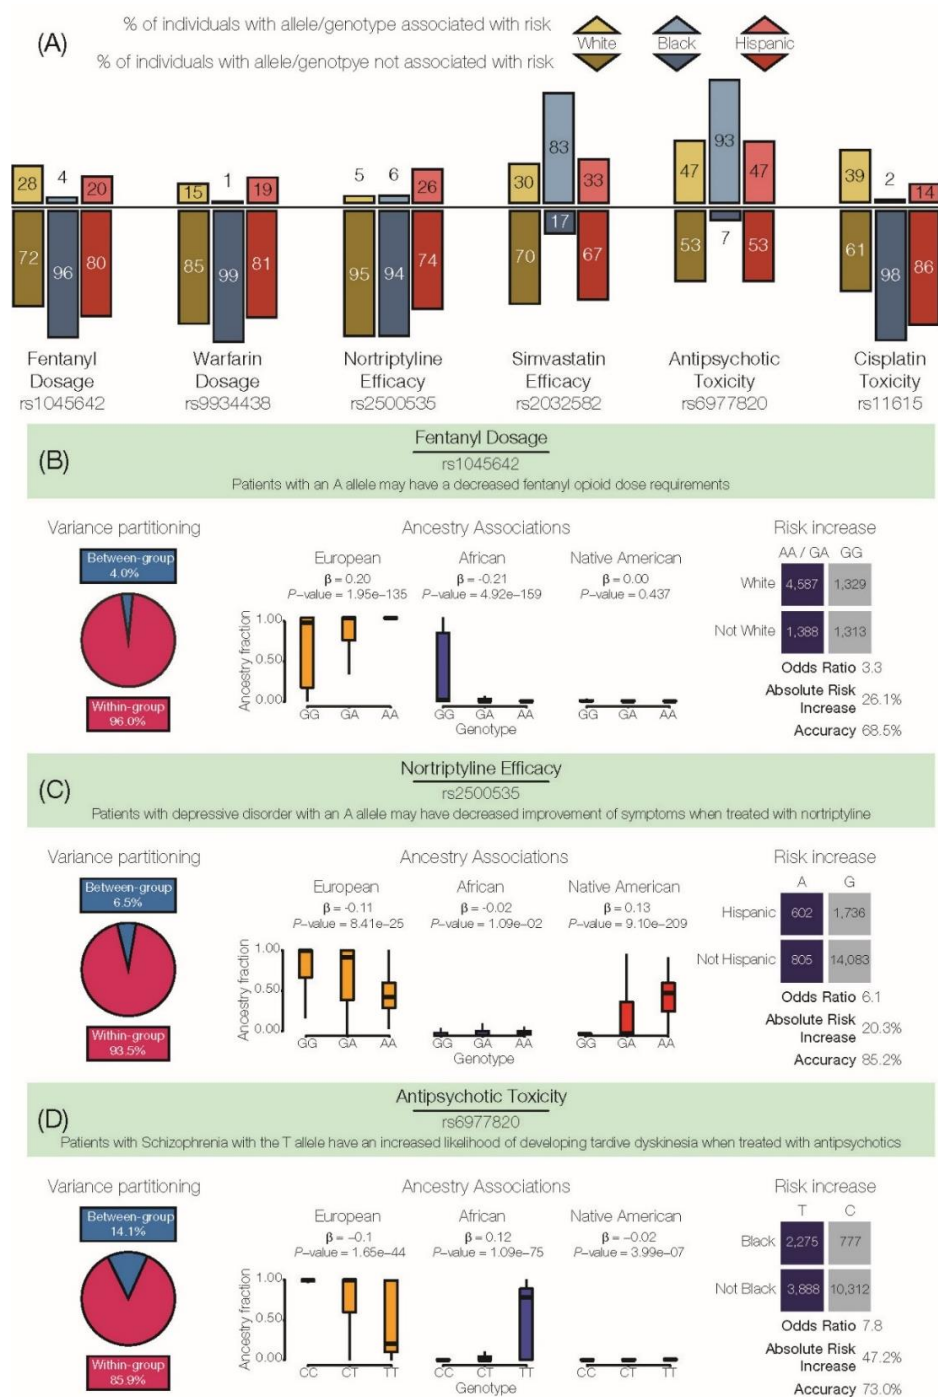 (A)
% of individuals with allele/genotype associated with risk
White Black Hispanic
% of individuals with allele/genotpye not associated with risk
28 4 20 15 1 19 5 6 26 30 83 33 47 93 47 39 2 14
72 96 80 85 99 81 95 94 74 70 17 67 53 7 53 61 98 86
Fentanyl Dosage rs1045642
Warfarin Dosage rs9934438
Nortriptyline Efficacy rs2500535
Simvastatin Efficacy rs2032582
Antipsychotic Toxicity rs6977820
Cisplatin Toxicity rs11615
(B)
Fentanyl Dosage
rs1045642
Patients with an A allele may have a decreased fentanyl opioid dose requirements
Variance partitioning
Between-group
4.0%
Within-group
96.0%
Ancestry Associations
European African Native American
β = 0.20 β = -0.21 β = 0.00
P-value = 1.95e-135 P-value = 4.92e-159 P-value = 0.437
Ancestry fraction
1.00
0.50
0.00
GG GA AA GG GA AA GG GA AA
Genotype
Risk increase
AA / GA GG
White 4,587 1,329
Not White 1,388 1,313
Odds Ratio 3.3
Absolute Risk Increase 26.1%
Accuracy 68.5%
(C)
Nortriptyline Efficacy
rs2500535
Patients with depressive disorder with an A allele may have decreased improvement of symptoms when treated with nortriptyline
Variance partitioning
Between-group
6.5%
Within-group
93.5%
Ancestry Associations
European African Native American
β = -0.11 β = -0.02 β = 0.13
P-value = 8.41e-25 P-value = 1.09e-02 P-value = 9.10e-209
Ancestry fraction
1.00
0.50
0.00
GG GA AA GG GA AA GG GA AA
Genotype
Risk increase
A G
Hispanic 602 1,736
Not Hispanic 805 14,083
Odds Ratio 6.1
Absolute Risk Increase 20.3%
Accuracy 85.2%
(D)
Antipsychotic Toxicity
rs6977820
Patients with Schizophrenia with the T allele have an increased likelihood of developing tardive dyskinesia when treated with antipsychotics
Variance partitioning
Between-group
14.1%
Within-group
85.9%
Ancestry Associations
European African Native American
β = -0.1 β = 0.12 β = -0.02
P-value = 1.65e-44 P-value = 1.09e-75 P-value = 3.99e-07
Ancestry fraction
1.00
0.50
0.00
CC CT TT CC CT TT CC CT TT
Genotype
Risk increase
T C
Black 2,275 777
Not Black 3,888 10,312
Odds Ratio 7.8
Absolute Risk Increase 47.2%
Accuracy 73.0%